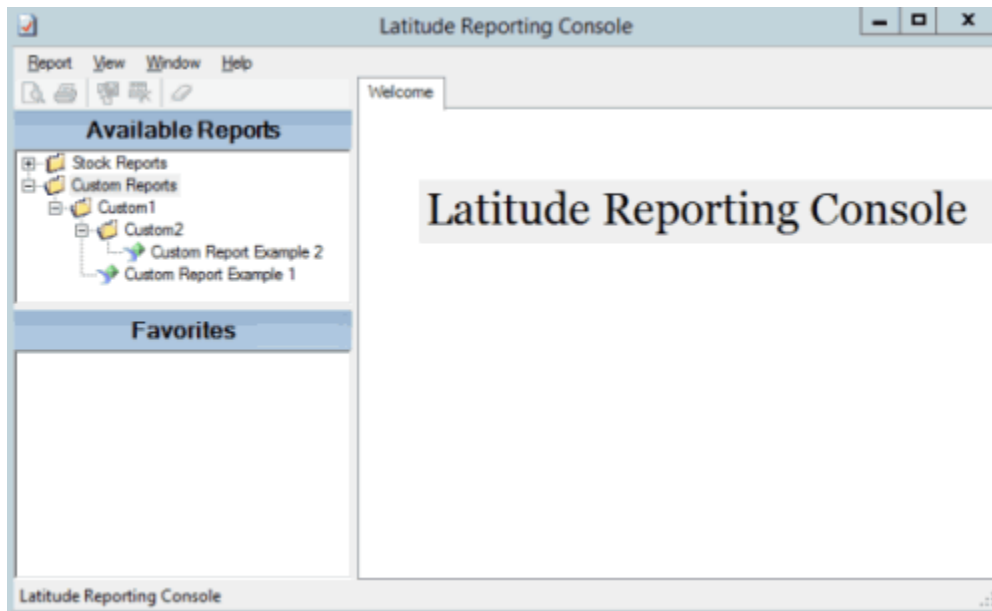 Latitude Reporting Console
Report View Window Help
Welcome
Available Reports
Stock Reports
Custom Reports
Custom1
Custom2
Custom Report Example 2
Custom Report Example 1
Latitude Reporting Console
Favorites
Latitude Reporting Console